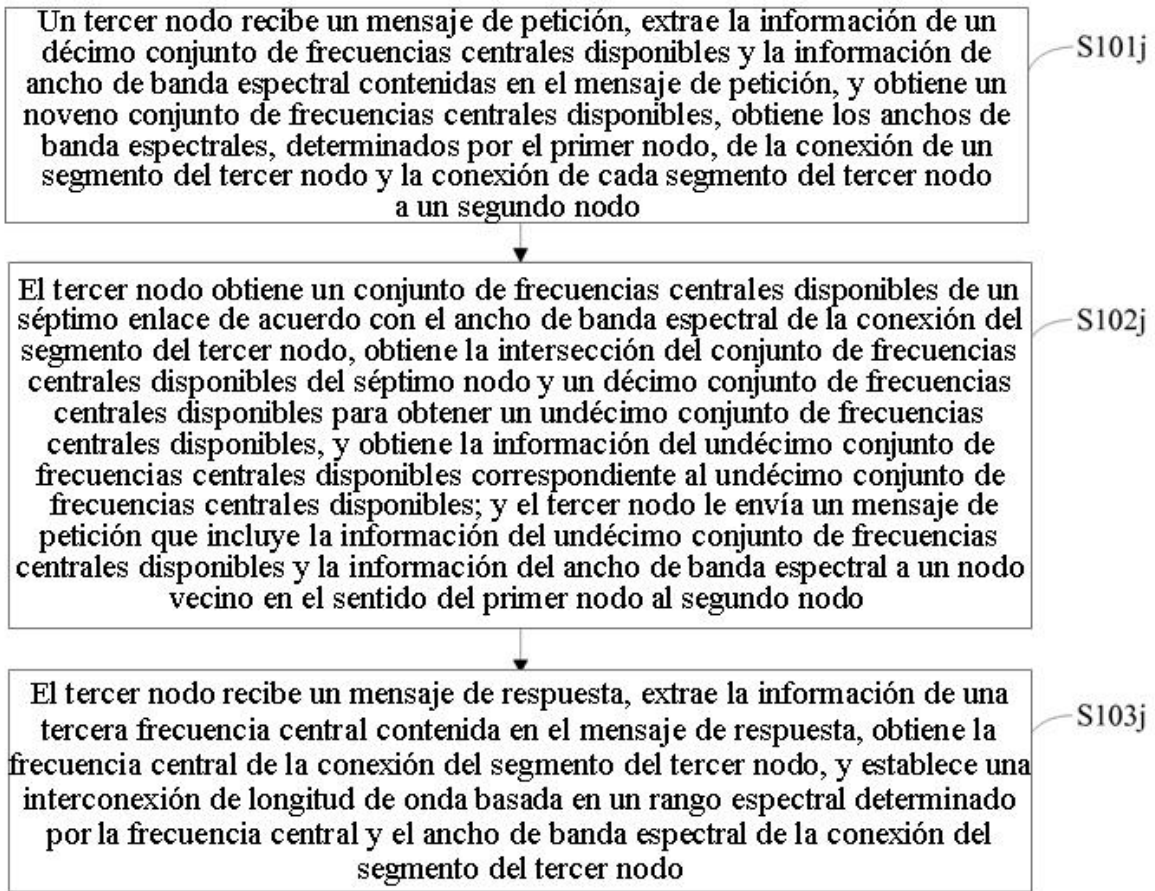 Un tercer nodo recibe un mensaje de petición, extrae la información de un
décimo conjunto de frecuencias centrales disponibles y la información de
ancho de banda espectral contenidas en el mensaje de petición, y obtiene un
noveno conjunto de frecuencias centrales disponibles, obtiene los anchos de
banda espectrales, determinados por el primer nodo, de la conexión de un
segmento del tercer nodo y la conexión de cada segmento del tercer nodo
a un segundo nodo
S101j
El tercer nodo obtiene un conjunto de frecuencias centrales disponibles de un
séptimo enlace de acuerdo con el ancho de banda espectral de la conexión del
segmento del tercer nodo, obtiene la intersección del conjunto de frecuencias
centrales disponibles del séptimo nodo y un décimo conjunto de frecuencias
centrales disponibles para obtener un undécimo conjunto de frecuencias
centrales disponibles, y obtiene la información del undécimo conjunto de
frecuencias centrales disponibles correspondiente al undécimo conjunto de
frecuencias centrales disponibles; y el tercer nodo le envía un mensaje de
petición que incluye la información del undécimo conjunto de frecuencias
centrales disponibles y la información del ancho de banda espectral a un nodo
vecino en el sentido del primer nodo al segundo nodo
S102j
El tercer nodo recibe un mensaje de respuesta, extrae la información de una
tercera frecuencia central contenida en el mensaje de respuesta, obtiene la
frecuencia central de la conexión del segmento del tercer nodo, y establece una
interconexión de longitud de onda basada en un rango espectral determinado
por la frecuencia central y el ancho de banda espectral de la conexión del
segmento del tercer nodo
S103j